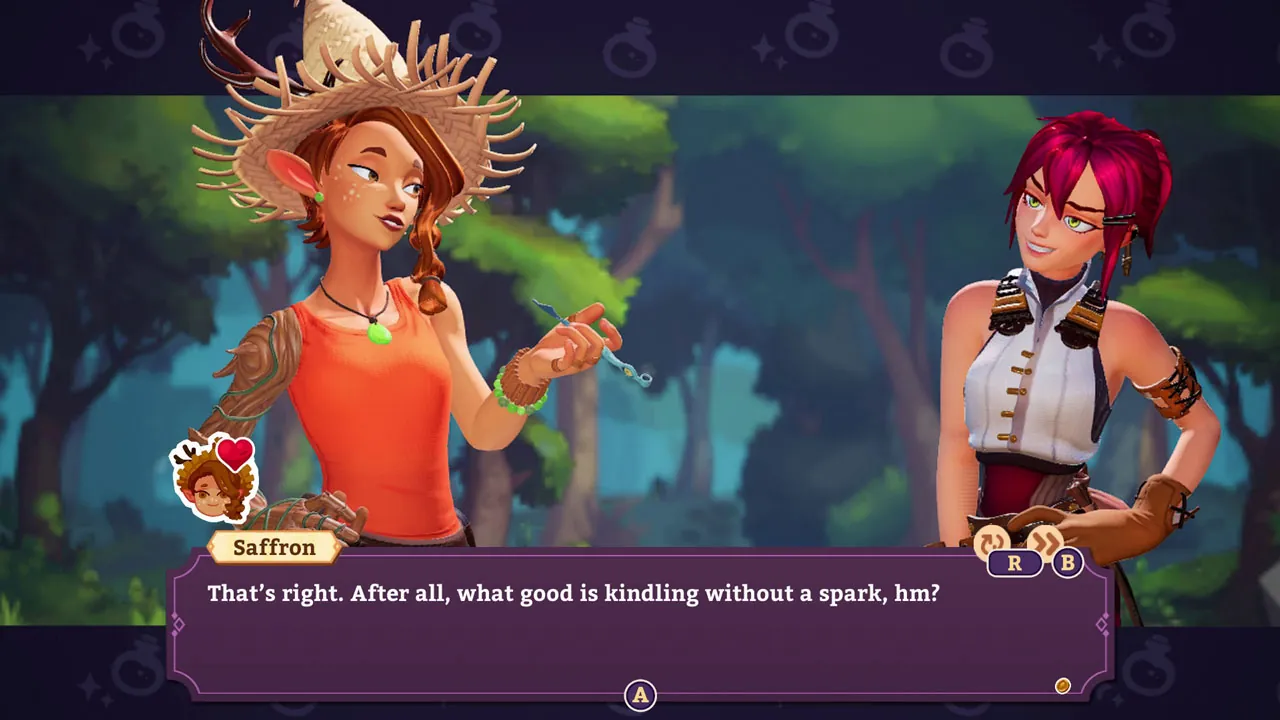 Saffron
R
B
That's right. After all, what good is kindling without a spark, hm?
A